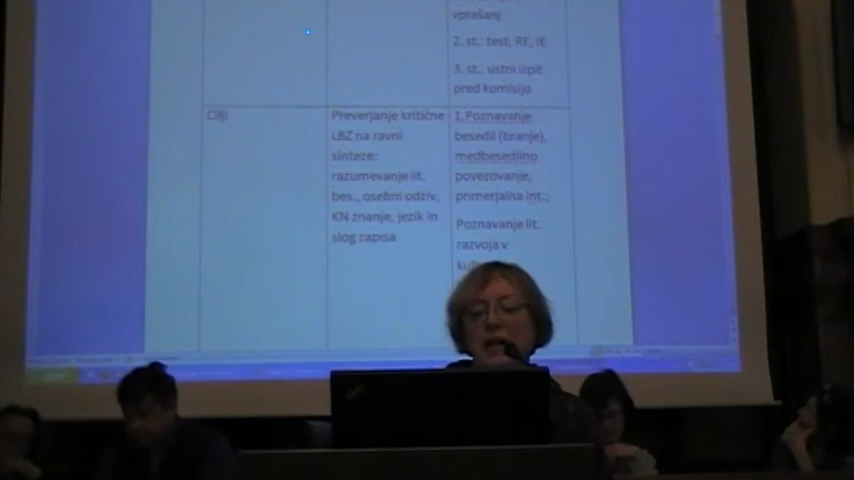 vprašanj
2. st.: test, RE, IE
3. st.: ustni izpit
pred komisijo
Cilji
Preverjanje kritične
LBZ na ravni
sinteze:
razumevanje lit.
bes., osebni odziv,
KN znanje, jezik in
slog zapisa
1.Poznavanje
besedil (branje),
medbesedilno
povezovanje,
primerjalna int.;
Poznavanje lit.
razvoja v